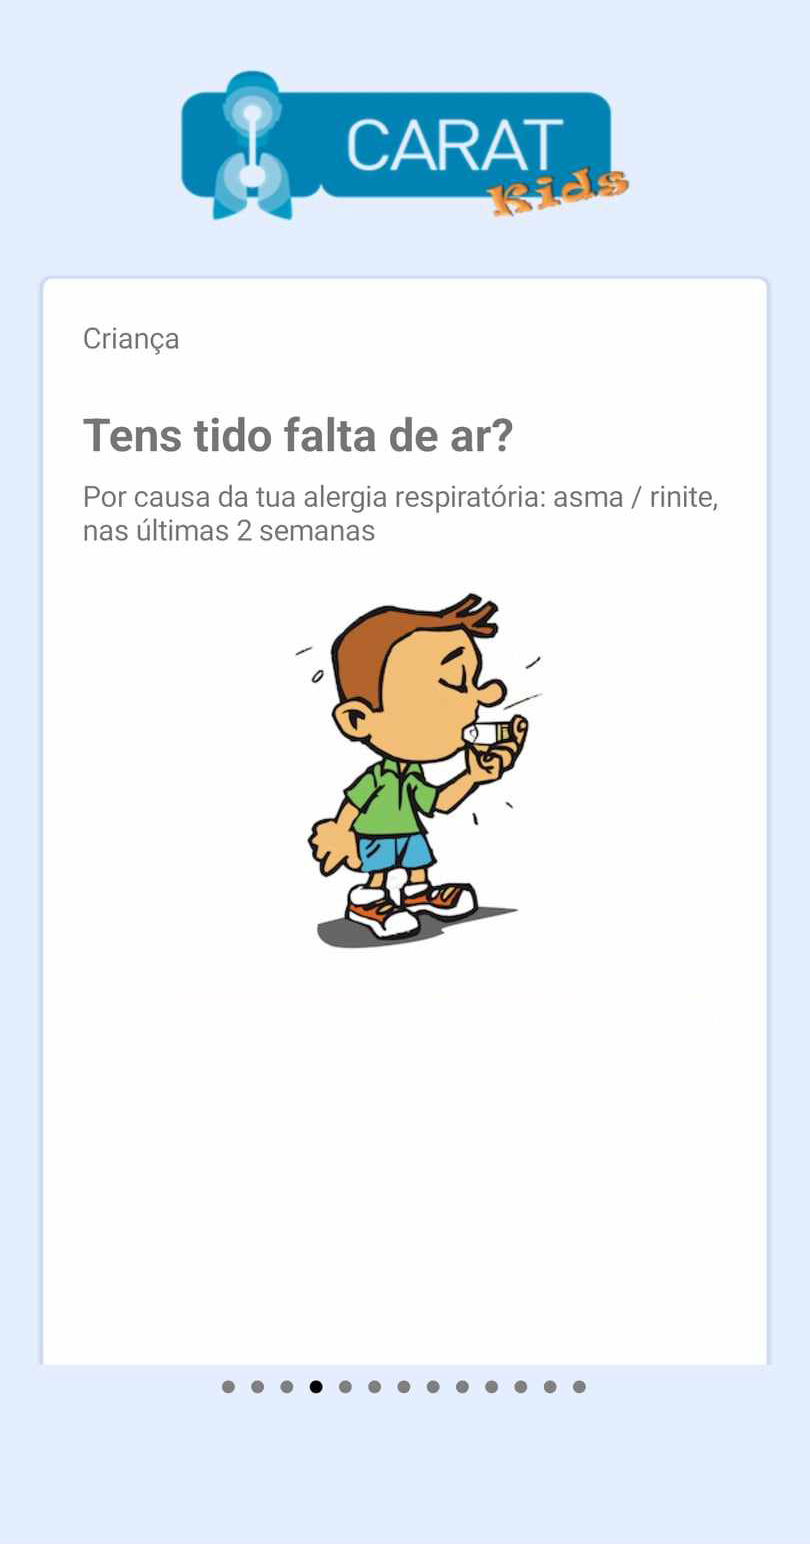 CARAT
Kids
Criança
Tens tido falta de ar?
Por causa da tua alergia respiratória: asma / rinite,
nas últimas 2 semanas